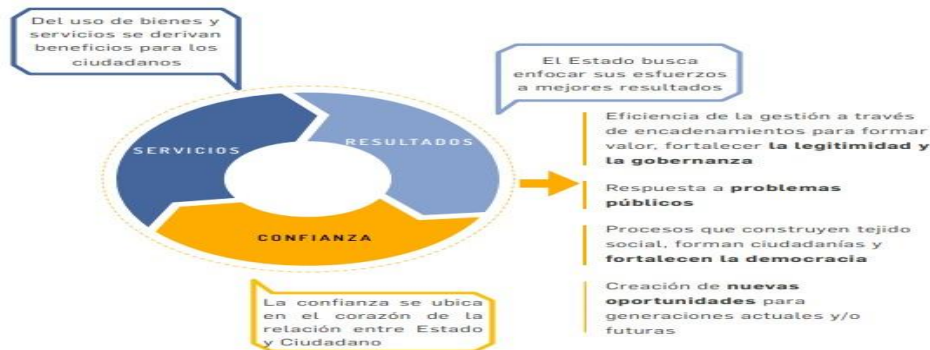 Del uso de bienes y
servicios se derivan
beneficios para los
ciudadanos
El Estado busca
enfocar sus esfuerzos
a mejores resultados
SERVICIOS
RESULTADOS
CONFIANZA
La confianza se ubica
en el corazón de la
relación entre Estado
y Ciudadano
Eficiencia de la gestión a través
de encadenamientos para formar
valor, fortalecer la legitimidad y
la gobernanza
Respuesta a problemas
públicos
Procesos que construyen tejido
social, forman ciudadanías y
fortalecen la democracia
Creación de nuevas
oportunidades para
generaciones actuales y/o
futuras